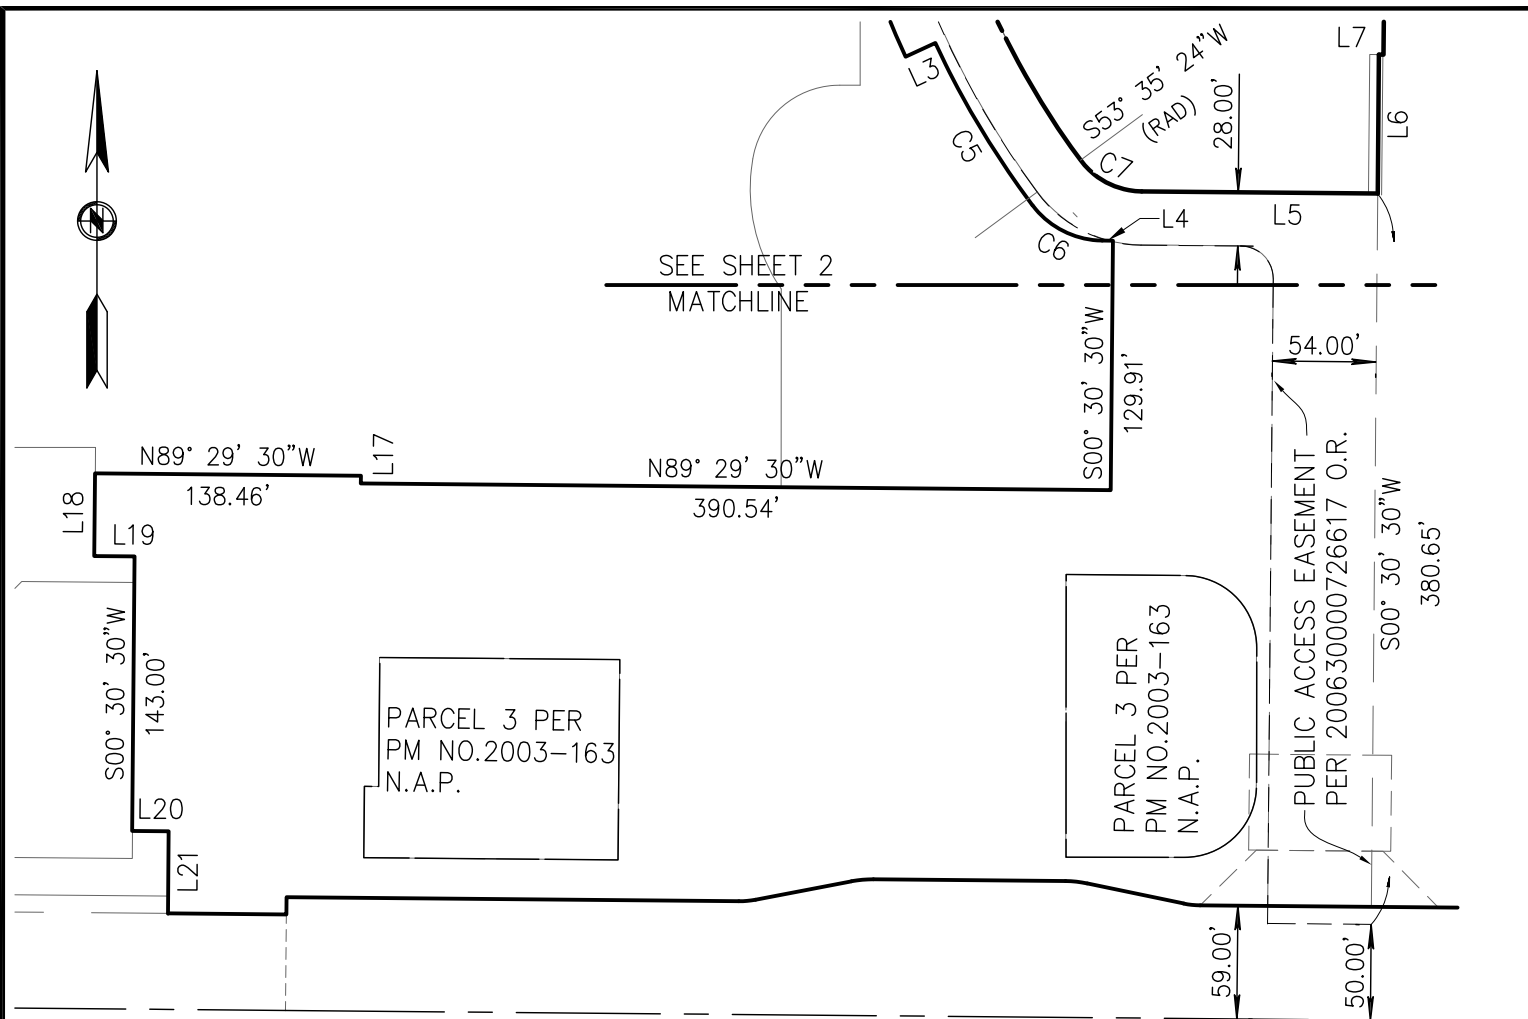 L7
S53° 35' 24"W
(RAD)
28.00'
L3
L6
C5
C7
L5
L4
C6
SEE SHEET 2
MATCHLINE
S00° 30' 30"W
129.91'
54.00'
N89° 29' 30"W
138.46'
L17
N89° 29' 30"W
390.54'
L18
L19
S00° 30' 30"W
143.00'
L20
L21
PARCEL 3 PER
PM NO.2003-163
N.A.P.
PARCEL 3 PER
PM NO.2003-163
N.A.P.
PUBLIC ACCESS EASEMENT
PER 2006300007266​17 O.R.
S00° 30' 30"W
380.65'
59.00'
50.00'
N